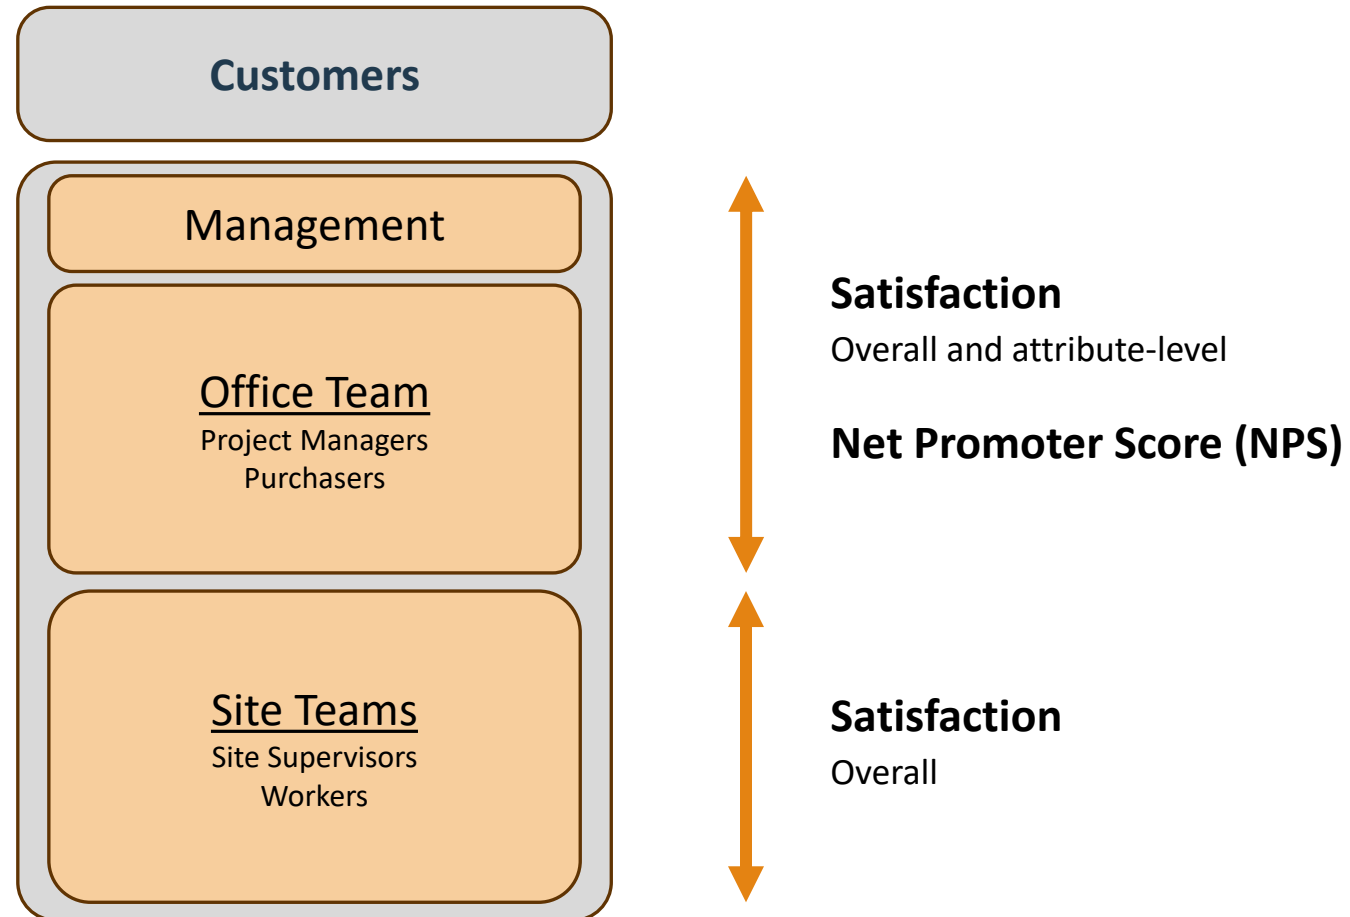 Customers
Management
Office Team
Project Managers
Purchasers
Satisfaction
Overall and attribute-level
Net Promoter Score (NPS)
Site Teams
Site Supervisors
Workers
Satisfaction
Overall